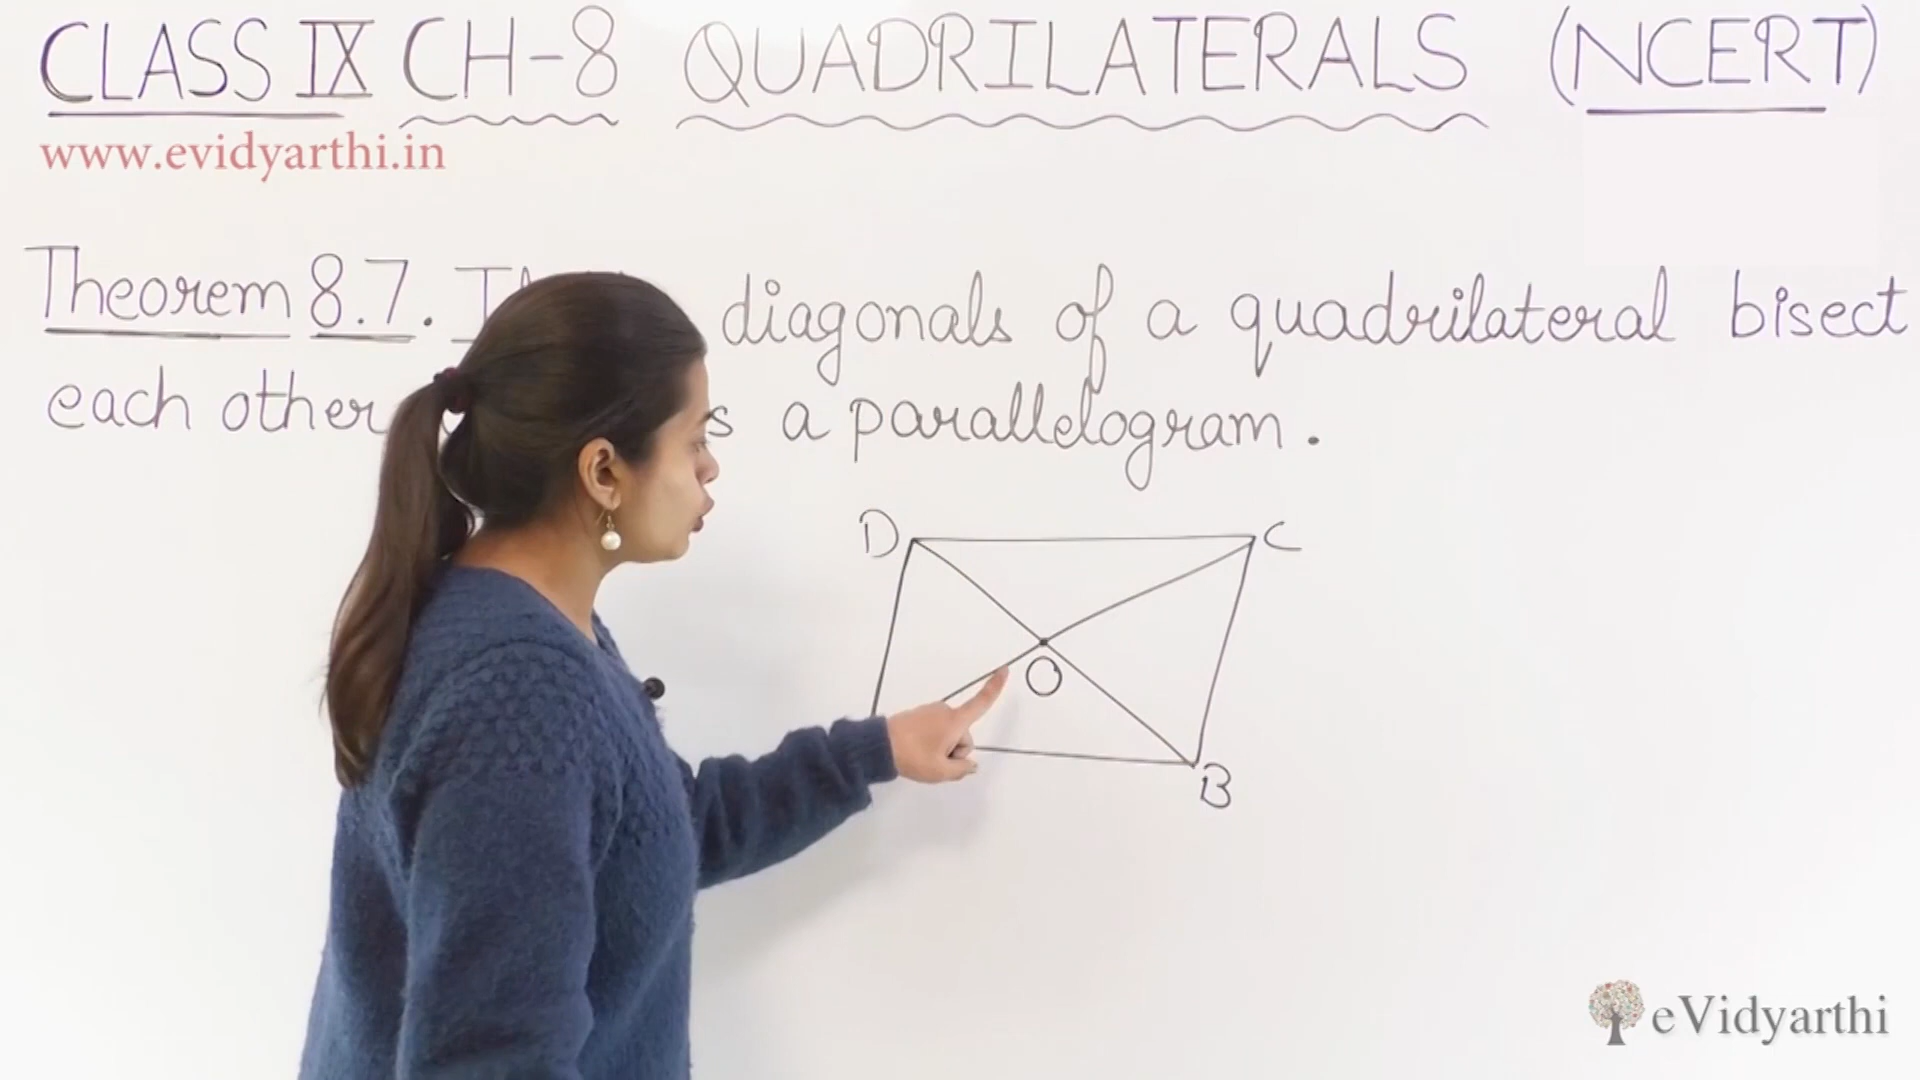 CLASS IX CH-8 QUADRILATERALS (NCERT)
www.evidyarthi.in
Theorem 8.7. diagonals of a quadrilateral bisect
each other a parallelogram.
D
C
O
B
eVidyarthi